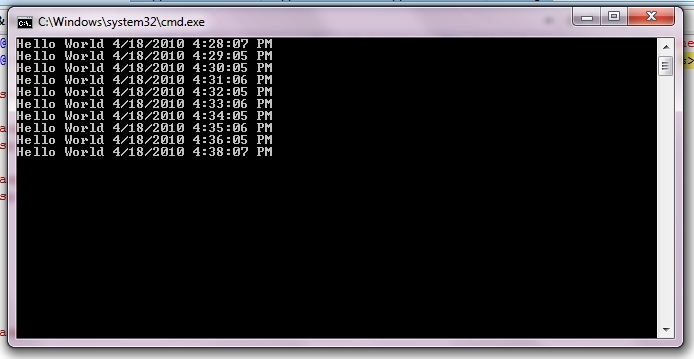 C:\Windows\system32\cmd.exe
Hello World 4/18/2010 4:28:07 PM
Hello World 4/18/2010 4:29:05 PM
Hello World 4/18/2010 4:30:05 PM
Hello World 4/18/2010 4:31:06 PM
Hello World 4/18/2010 4:32:05 PM
Hello World 4/18/2010 4:33:06 PM
Hello World 4/18/2010 4:34:05 PM
Hello World 4/18/2010 4:35:06 PM
Hello World 4/18/2010 4:36:05 PM
Hello World 4/18/2010 4:38:07 PM